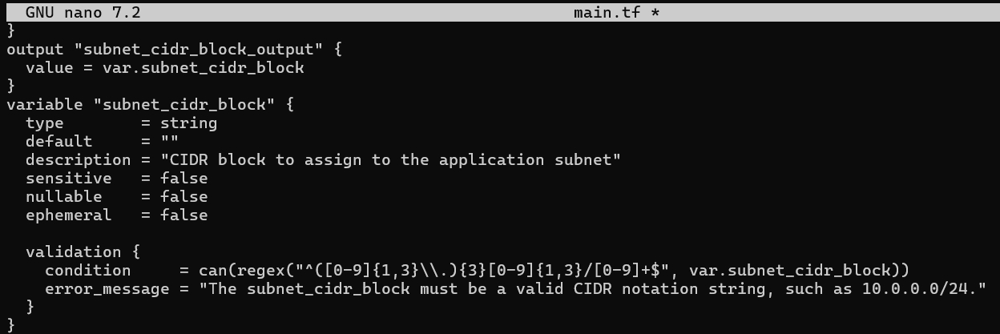 GNU nano 7.2 main.tf *
}
output "subnet_cidr_block_output" {
  value = var.subnet_cidr_block
}
variable "subnet_cidr_block" {
  type        = string
  default     = ""
  description = "CIDR block to assign to the application subnet"
  sensitive   = false
  nullable    = false
  ephemeral   = false

  validation {
    condition     = can(regex("^([0-9]{1,3}\\.){3}[0-9]{1,3}/[0-9]+$", var.subnet_cidr_block))
    error_message = "The subnet_cidr_block must be a valid CIDR notation string, such as 10.0.0.0/24."
  }
}